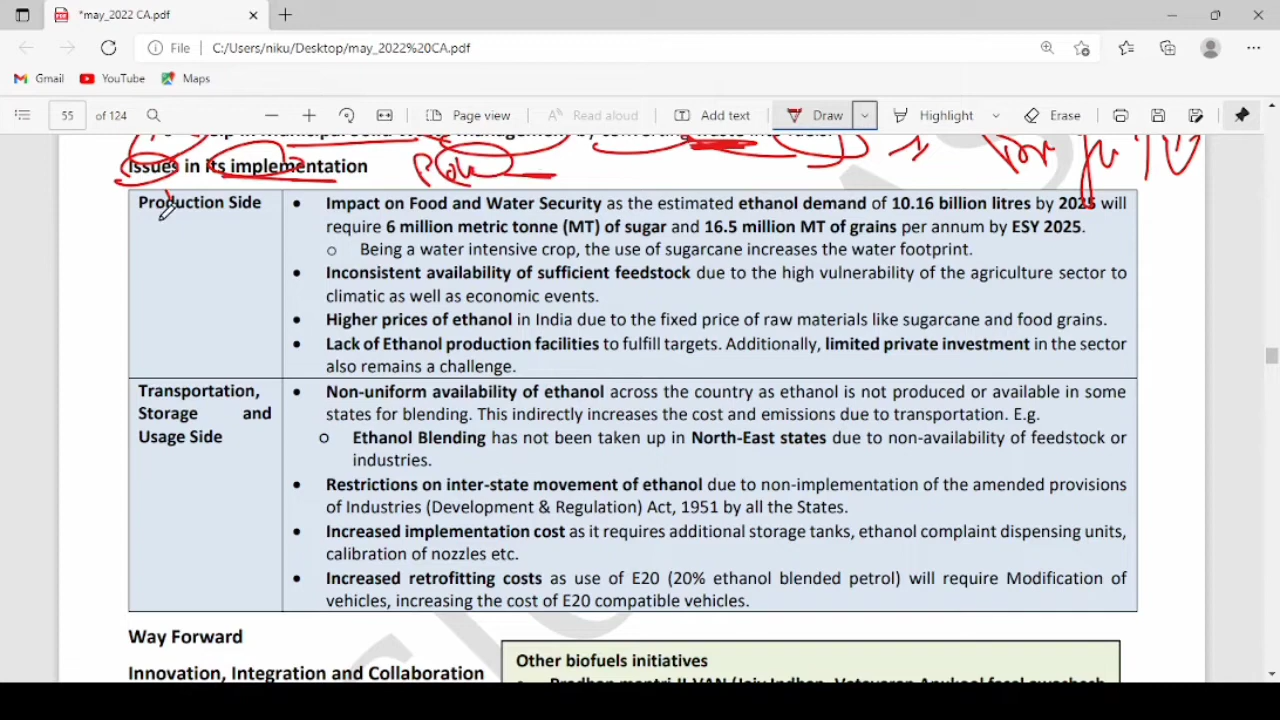 *may_2022 CA.pdf
File C:/Users/niku/Desktop/may_2022%20CA.pdf
Gmail YouTube Maps
55 of 124 Page view Read aloud Add text Draw Highlight Erase
Issues in its implementation
Production Side
• Impact on Food and Water Security as the estimated ethanol demand of 10.16 billion litres by 2025 will
require 6 million metric tonne (MT) of sugar and 16.5 million MT of grains per annum by ESY 2025.
o Being a water intensive crop, the use of sugarcane increases the water footprint.
• Inconsistent availability of sufficient feedstock due to the high vulnerability of the agriculture sector to
climatic as well as economic events.
• Higher prices of ethanol in India due to the fixed price of raw materials like sugarcane and food grains.
• Lack of Ethanol production facilities to fulfill targets. Additionally, limited private investment in the sector
also remains a challenge.
Transportation,
Storage and
Usage Side
• Non-uniform availability of ethanol across the country as ethanol is not produced or available in some
states for blending. This indirectly increases the cost and emissions due to transportation. E.g.
o Ethanol Blending has not been taken up in North-East states due to non-availability of feedstock or
industries.
• Restrictions on inter-state movement of ethanol due to non-implementation of the amended provisions
of Industries (Development & Regulation) Act, 1951 by all the States.
• Increased implementation cost as it requires additional storage tanks, ethanol complaint dispensing units,
calibration of nozzles etc.
• Increased retrofitting costs as use of E20 (20% ethanol blended petrol) will require Modification of
vehicles, increasing the cost of E20 compatible vehicles.
Way Forward
Innovation, Integration and Collaboration
Other biofuels initiatives